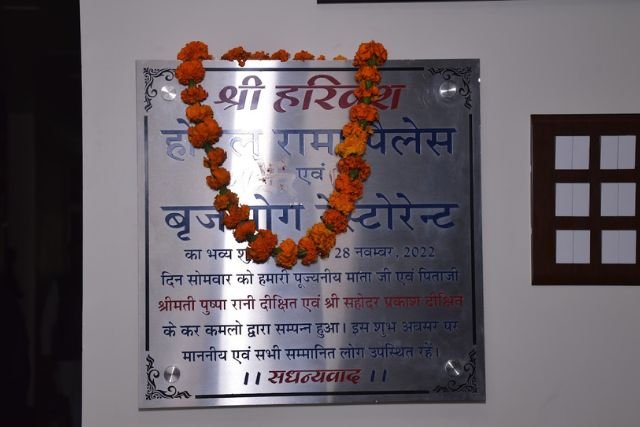 श्री हरिवंश
होटल रामा पैलेस
एवं
बृज भोग रेस्टोरेन्ट
का भव्य 28 नवम्बर, 2022
दिन सोमवार को हमारी पूज्यनीय माता जी एवं पिताजी
श्रीमती पुष्पा रानी दीक्षित एवं श्री सहोदर प्रकाश दीक्षित
के कर कमलो द्वारा सम्पन्न हुआ। इस शुभ अवसर पर
माननीय एवं सभी सम्मानित लोग उपस्थित रहें।
।। सधन्यवाद ।।